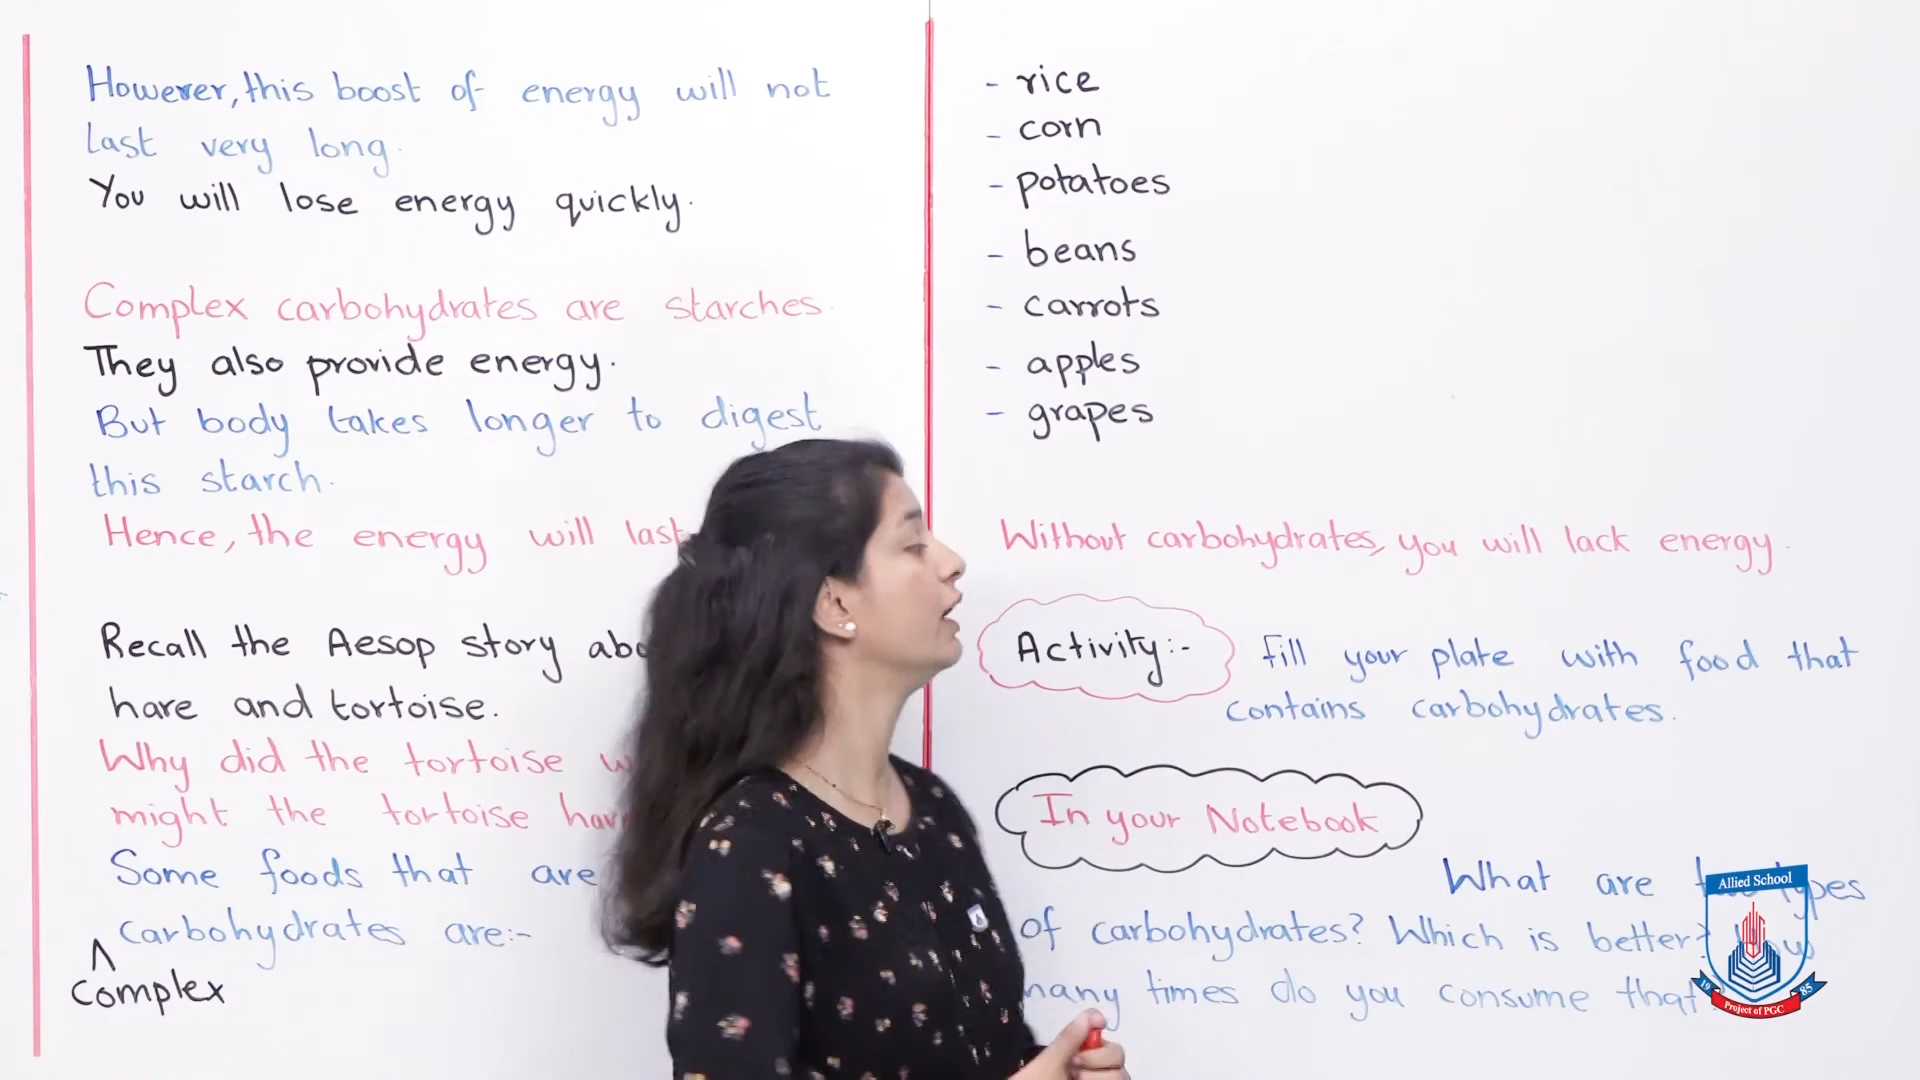 However, this boost of energy will not
last very long.
You will lose energy quickly.
Complex carbohydrates are starches.
They also provide energy.
But body takes longer to digest
this starch.
Hence, the energy will last
Recall the Aesop story
hare and tortoise.
Why did the tortoise
might the tortoise
Some foods that are
carbohydrates are:-
complex
- rice
- corn
- potatoes
- beans
- carrots
- apples
- grapes
Without carbohydrates, you will lack energy.
Activity:- fill your plate with food that
contains carbohydrates.
In your Notebook
What are types
of carbohydrates? Which is better?
many times do you consume that?
Allied School
19 85
Project of PGC